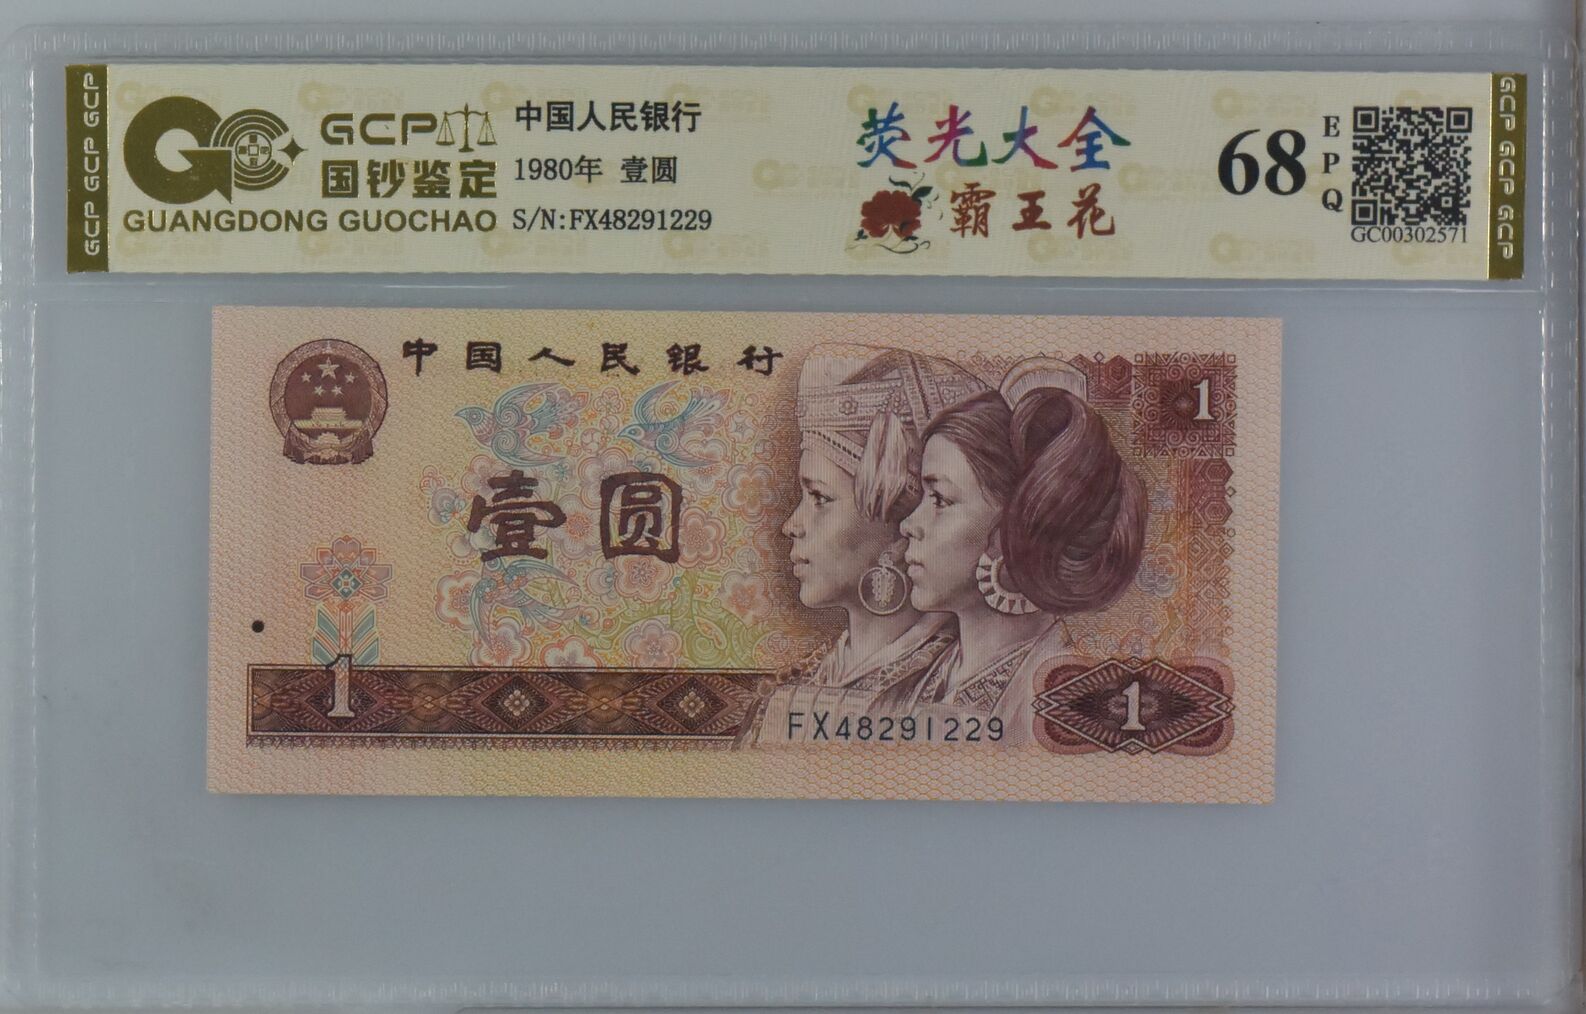 GCP GCP GCP
GCP
国钞鉴定
GUANGDONG GUOCHAO
中国人民银行
1980年 壹圆
S/N:FX48291229
荧光大全
霸王花
68
EPQ
GC00302571
GCP GCP GCP
中国人民银行
1
壹圆
1
1
FX48291229